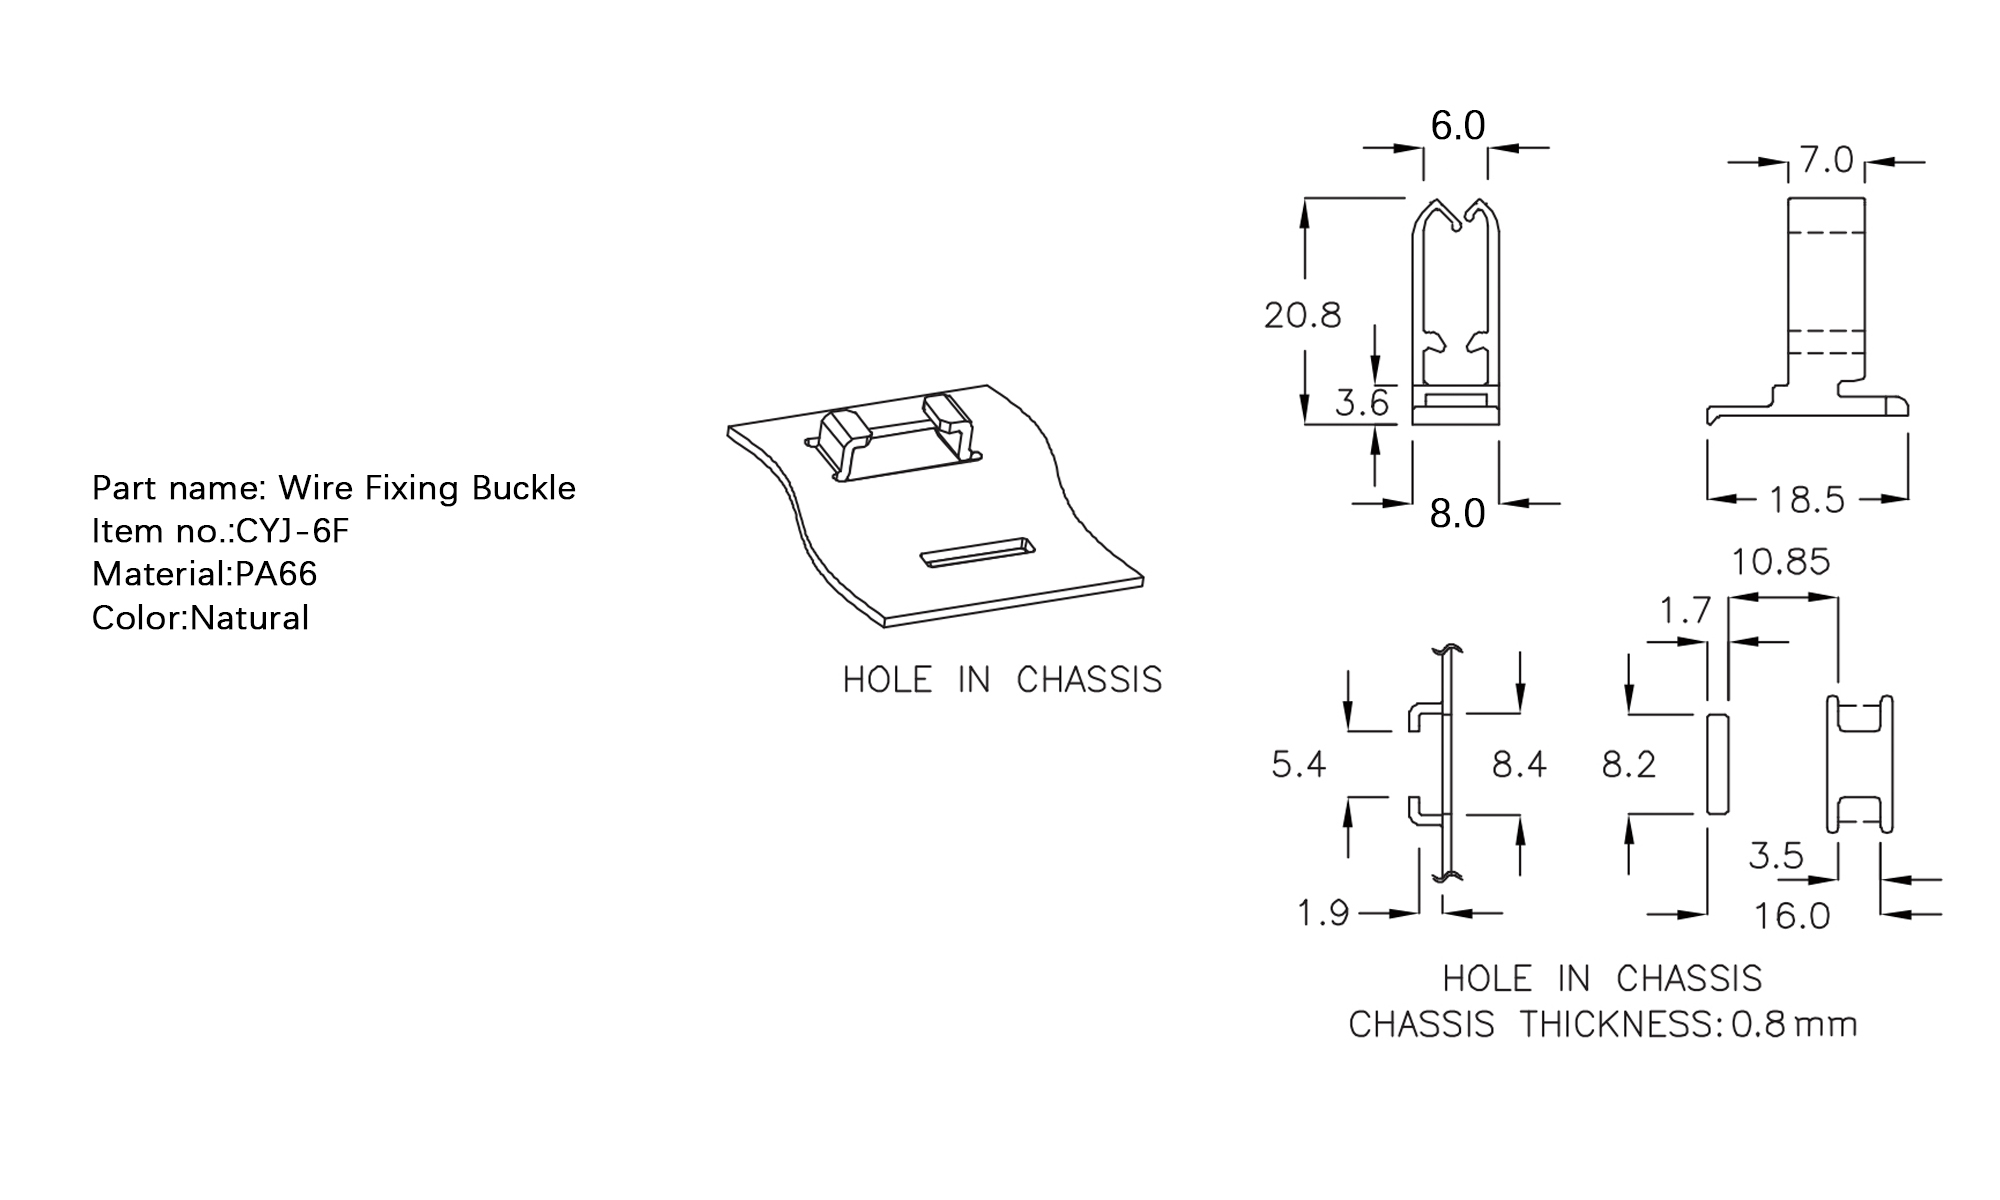 Part name: Wire Fixing Buckle
Item no.:CYJ-6F
Material:PA66
Color:Natural
HOLE IN CHASSIS
6.0
7.0
20.8
3.6
8.0
18.5
10.85
1.7
5.4
8.4
8.2
3.5
1.9
16.0
HOLE IN CHASSIS
CHASSIS THICKNESS:0.8mm